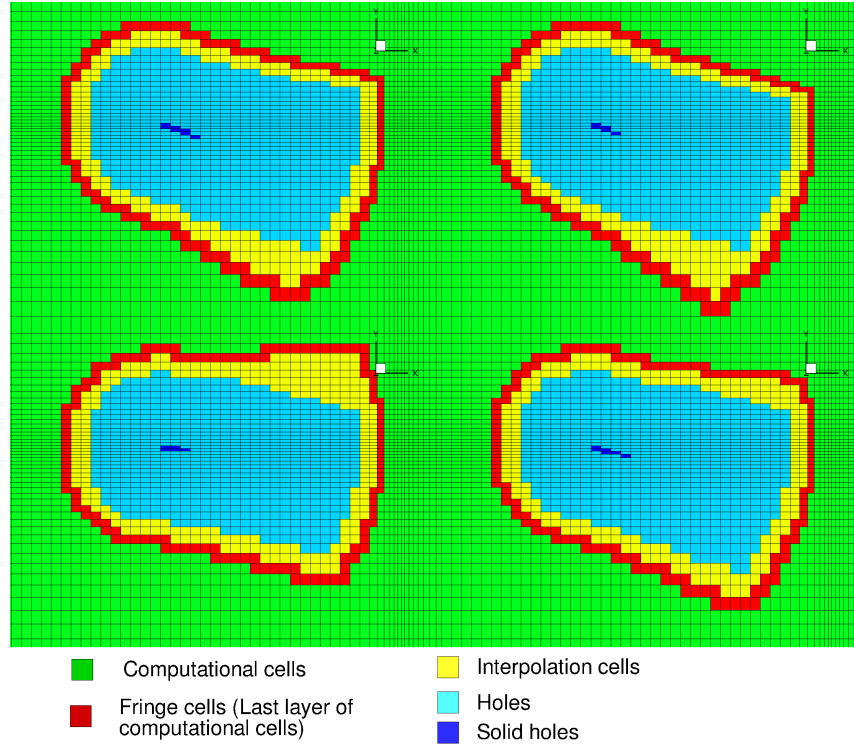 Y
X
Y
X
Y
X
Y
X
Computational cells
Interpolation cells
Fringe cells (Last layer of
computational cells)
Holes
Solid holes